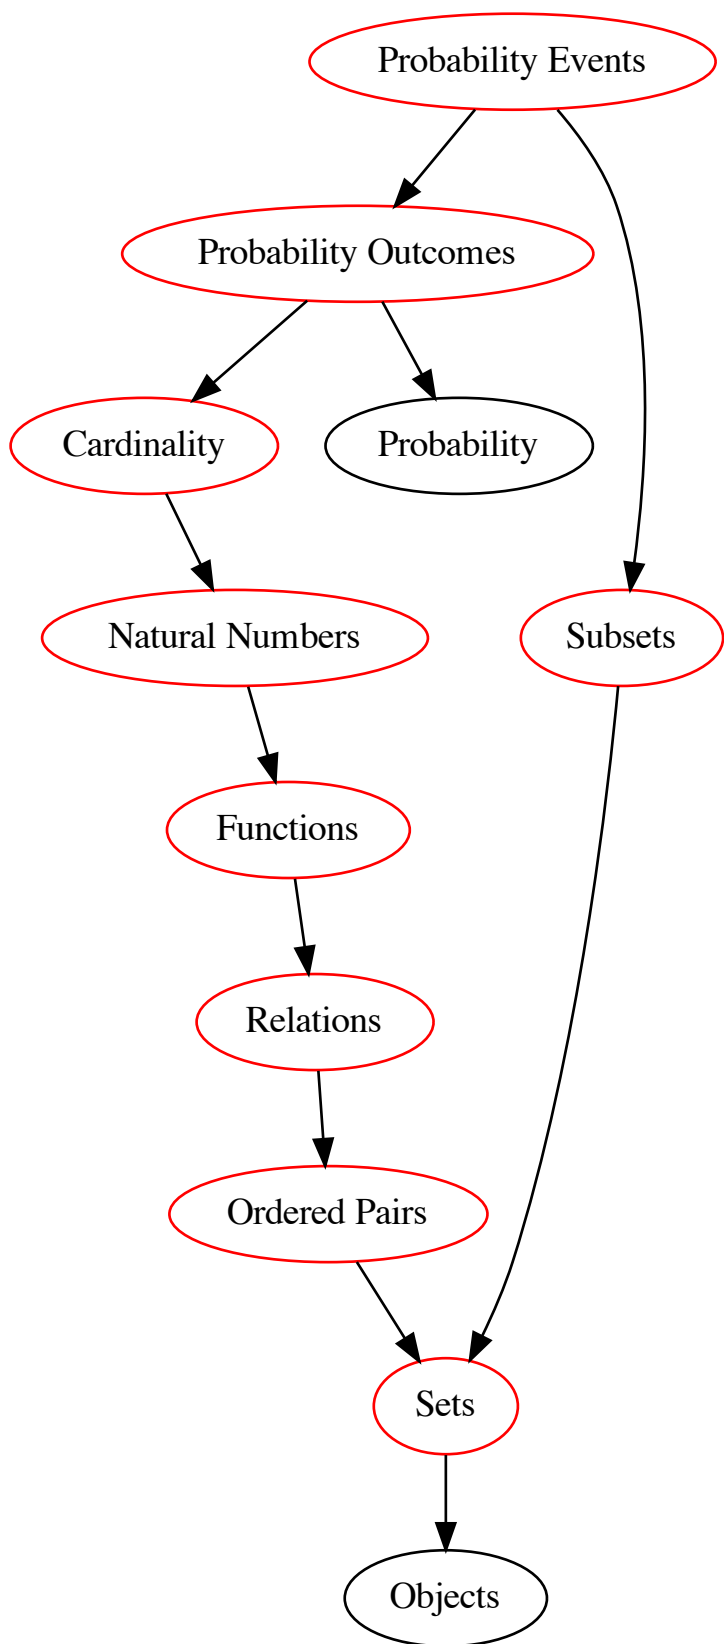 Probability Events
Probability Outcomes
Cardinality
Probability
Natural Numbers
Subsets
Functions
Relations
Ordered Pairs
Sets
Objects